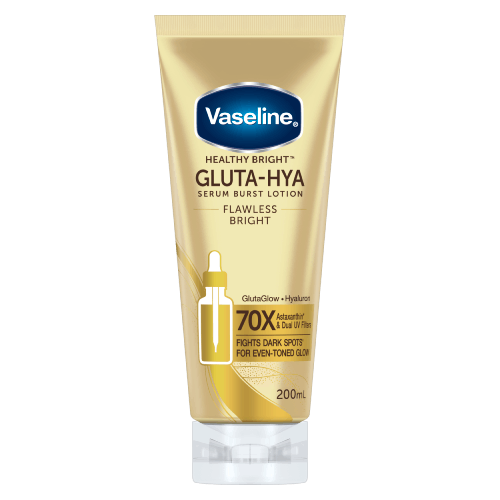 Vaseline®
HEALTHY BRIGHT™
GLUTA-HYA
SERUM BURST LOTION
FLAWLESS
BRIGHT
GlutaGlow • Hyaluron
70X Astaxanthin*
& Dual UV Filters
FIGHTS DARK SPOTS*
FOR EVEN-TONED GLOW
200mL